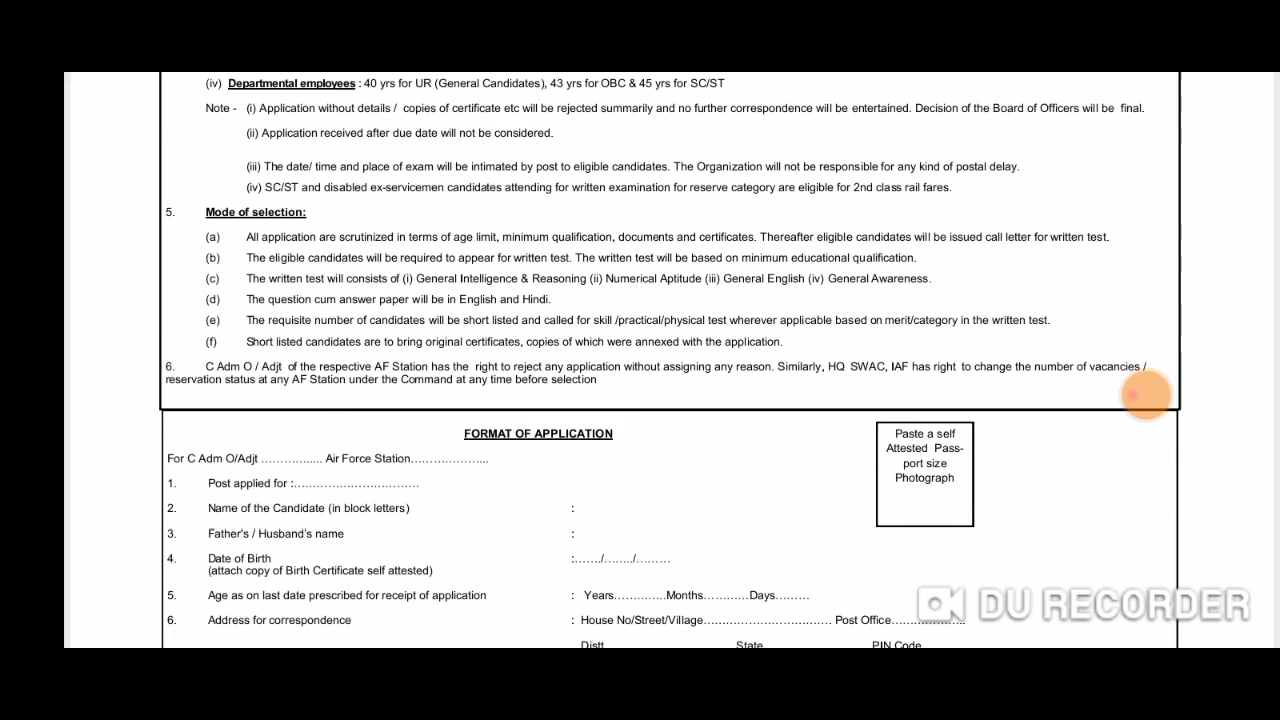 (iv) Departmental employees : 40 yrs for UR (General Candidates), 43 yrs for OBC & 45 yrs for SC/ST
Note - (i) Application without details / copies of certificate etc will be rejected summarily and no further correspondence will be entertained. Decision of the Board of Officers will be final.
(ii) Application received after due date will not be considered.
(iii) The date/ time and place of exam will be intimated by post to eligible candidates. The Organization will not be responsible for any kind of postal delay.
(iv) SC/ST and disabled ex-servicemen candidates attending for written examination for reserve category are eligible for 2nd class rail fares.
5. Mode of selection:
(a) All application are scrutinized in terms of age limit, minimum qualification, documents and certificates. Thereafter eligible candidates will be issued call letter for written test.
(b) The eligible candidates will be required to appear for written test. The written test will be based on minimum educational qualification.
(c) The written test will consists of (i) General Intelligence & Reasoning (ii) Numerical Aptitude (iii) General English (iv) General Awareness.
(d) The question cum answer paper will be in English and Hindi.
(e) The requisite number of candidates will be short listed and called for skill /practical/physical test wherever applicable based on merit/category in the written test.
(f) Short listed candidates are to bring original certificates, copies of which were annexed with the application.
6. C Adm O / Adjt of the respective AF Station has the right to reject any application without assigning any reason. Similarly, HQ SWAC, IAF has right to change the number of vacancies /
reservation status at any AF Station under the Command at any time before selection
FORMAT OF APPLICATION
Paste a self
Attested Pass-
port size
Photograph
For C Adm O/Adjt ………….... Air Force Station………………...
1. Post applied for :……………………………
2. Name of the Candidate (in block letters) :
3. Father's / Husband's name :
4. Date of Birth :……./……../………
(attach copy of Birth Certificate self attested)
5. Age as on last date prescribed for receipt of application : Years………….Months…………Days………
6. Address for correspondence : House No/Street/Village…………………………… Post Office………………..
Distt State PIN Code
DU RECORDER